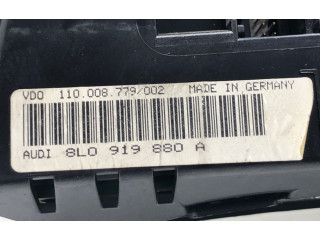 VDO 110.008.779/002 MADE IN GERMANY
AUDI 8L0 919 880 A